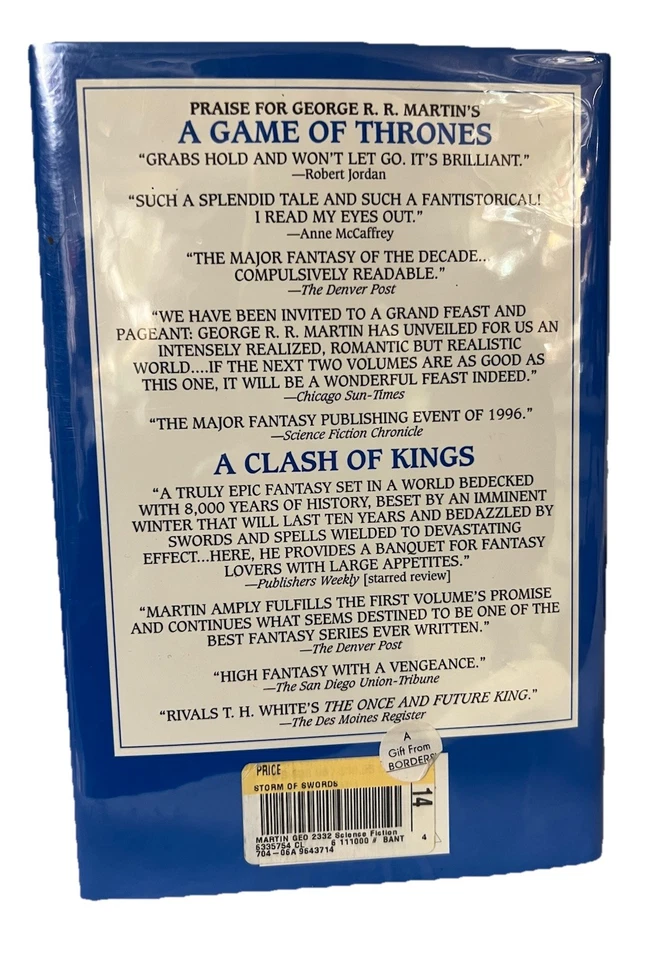 PRAISE FOR GEORGE R. R. MARTIN'S
A GAME OF THRONES
“GRABS HOLD AND WON'T LET GO. IT'S BRILLIANT.”
—Robert Jordan
“SUCH A SPLENDID TALE AND SUCH A FANTISTORICAL!
I READ MY EYES OUT.”
—Anne McCaffrey
“THE MAJOR FANTASY OF THE DECADE...
COMPULSIVELY READABLE.”
—The Denver Post
“WE HAVE BEEN INVITED TO A GRAND FEAST AND
PAGEANT: GEORGE R. R. MARTIN HAS UNVEILED FOR US AN
INTENSELY REALIZED, ROMANTIC BUT REALISTIC
WORLD....IF THE NEXT TWO VOLUMES ARE AS GOOD AS
THIS ONE, IT WILL BE A WONDERFUL FEAST INDEED.”
—Chicago Sun-Times
“THE MAJOR FANTASY PUBLISHING EVENT OF 1996.”
—Science Fiction Chronicle
A CLASH OF KINGS
“A TRULY EPIC FANTASY SET IN A WORLD BEDECKED
WITH 8,000 YEARS OF HISTORY, BESET BY AN IMMINENT
WINTER THAT WILL LAST TEN YEARS AND BEDAZZLED BY
SWORDS AND SPELLS WIELDED TO DEVASTATING
EFFECT...HERE, HE PROVIDES A BANQUET FOR FANTASY
LOVERS WITH LARGE APPETITES.”
—Publishers Weekly [starred review]
“MARTIN AMPLY FULFILLS THE FIRST VOLUME'S PROMISE
AND CONTINUES WHAT SEEMS DESTINED TO BE ONE OF THE
BEST FANTASY SERIES EVER WRITTEN.”
—The Denver Post
“HIGH FANTASY WITH A VENGEANCE.”
—The San Diego Union-Tribune
“RIVALS T. H. WHITE'S THE ONCE AND FUTURE KING.”
—The Des Moines Register
A
Gift From
BORDERS
PRICE
STORM OF SWORDS
14
MARTIN GEO 2332 Science Fiction
6335754 CL 6 111000 # BANT 4
704-06A 9643714